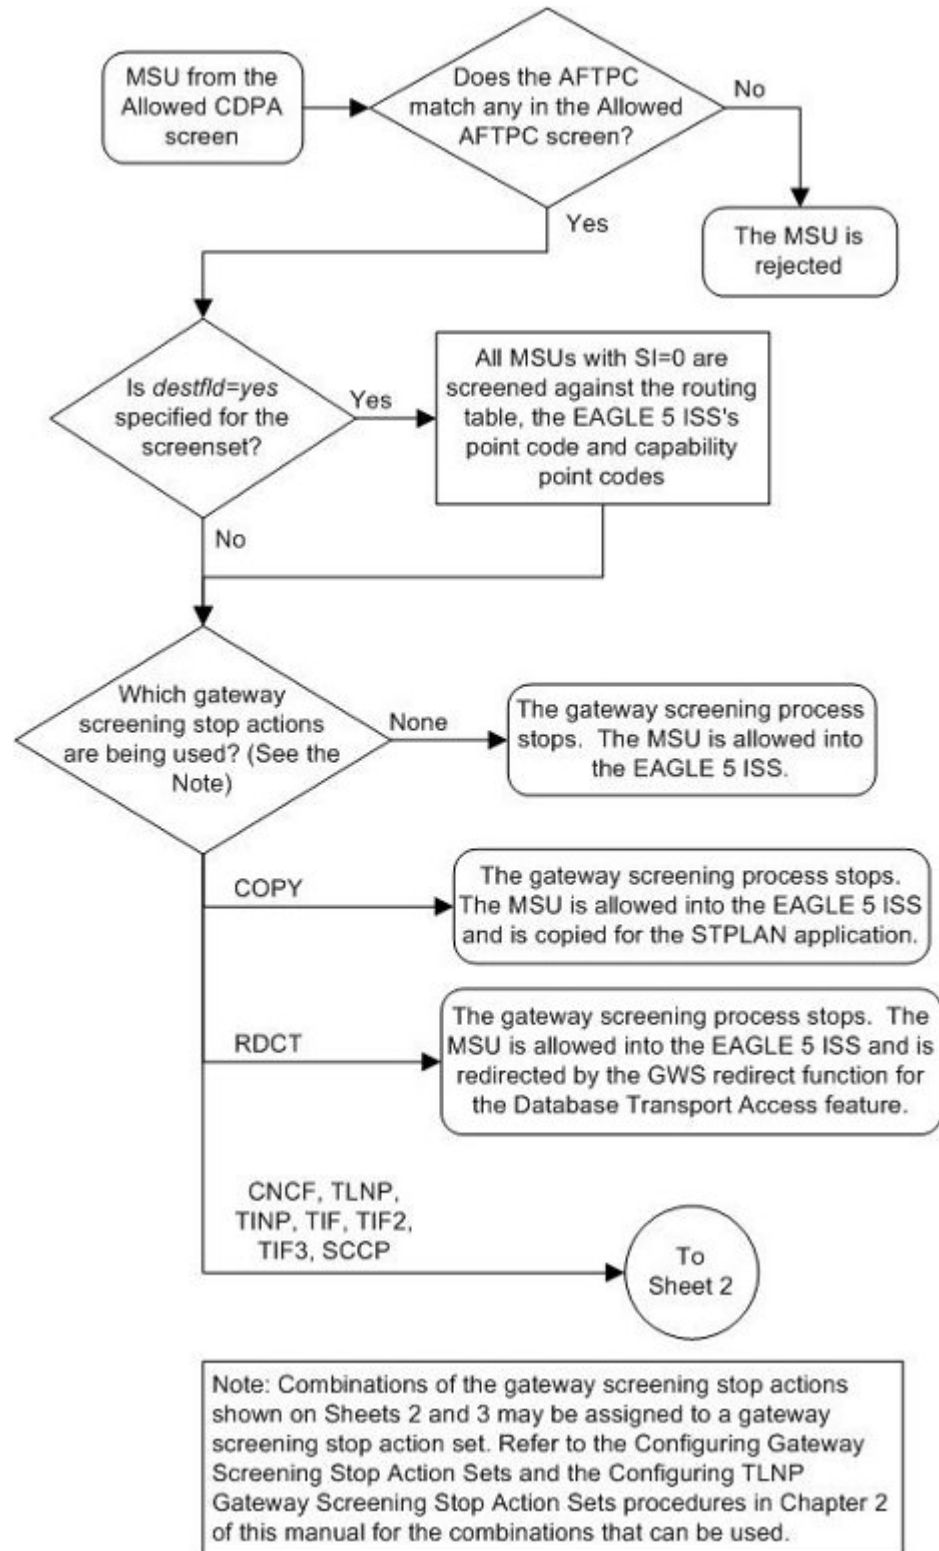 MSU from the
Allowed CDPA
screen
Does the AFTPC
match any in the Allowed
AFTPC screen?
No
Yes
The MSU is
rejected
Is destfld=yes
specified for the
screenset?
Yes
All MSUs with SI=0 are
screened against the routing
table, the EAGLE 5 ISS's
point code and capability
point codes
No
Which gateway
screening stop actions
are being used? (See the
Note)
None
The gateway screening process
stops. The MSU is allowed into
the EAGLE 5 ISS.
COPY
The gateway screening process stops.
The MSU is allowed into the EAGLE 5 ISS
and is copied for the STPLAN application.
RDCT
The gateway screening process stops. The
MSU is allowed into the EAGLE 5 ISS and is
redirected by the GWS redirect function for
the Database Transport Access feature.
CNCF, TLNP,
TINP, TIF, TIF2,
TIF3, SCCP
To
Sheet 2
Note: Combinations of the gateway screening stop actions
shown on Sheets 2 and 3 may be assigned to a gateway
screening stop action set. Refer to the Configuring Gateway
Screening Stop Action Sets and the Configuring TLNP
Gateway Screening Stop Action Sets procedures in Chapter 2
of this manual for the combinations that can be used.